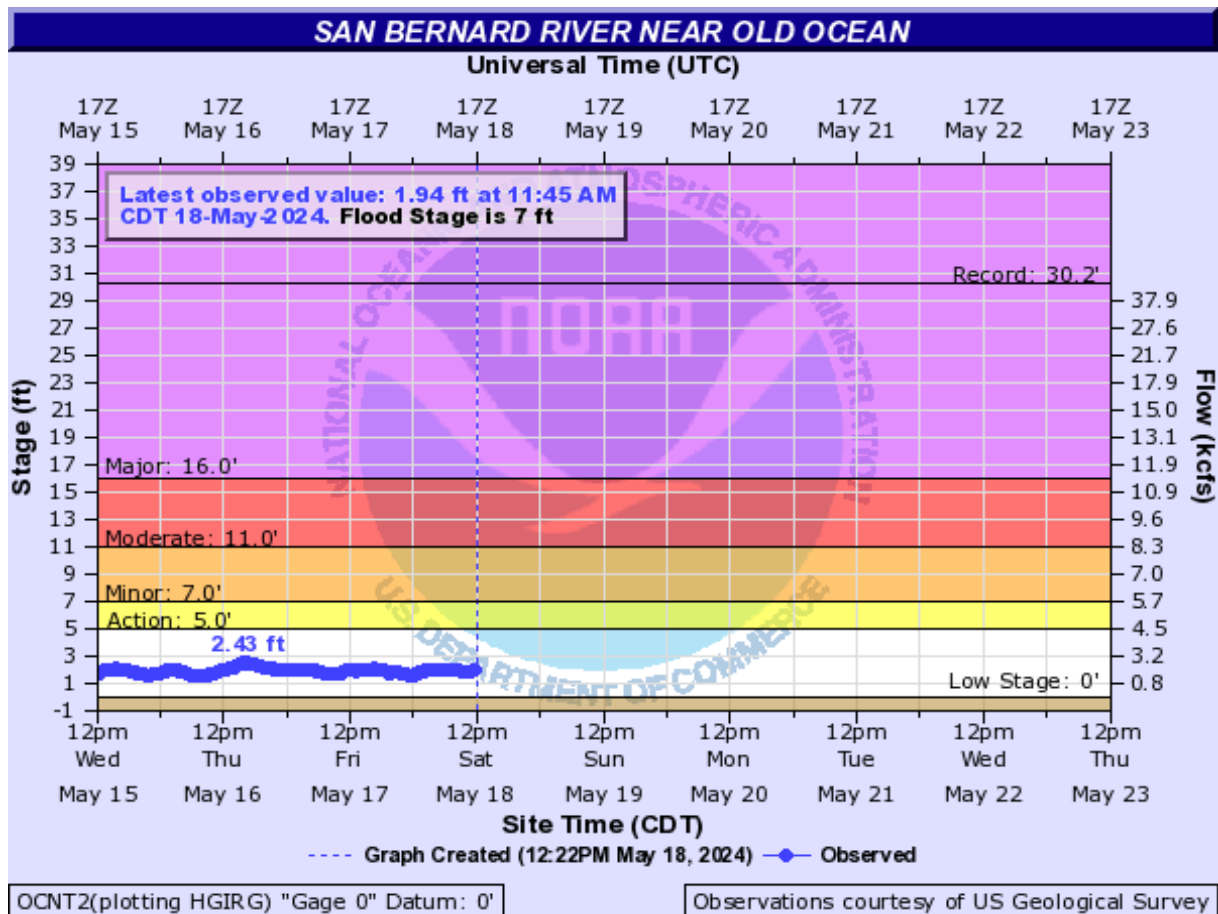 SAN BERNARD RIVER NEAR OLD OCEAN
Universal Time (UTC)
17Z 17Z 17Z 17Z 17Z 17Z 17Z 17Z 17Z
May 15 May 16 May 17 May 18 May 19 May 20 May 21 May 22 May 23
Latest observed value: 1.94 ft at 11:45 AM
CDT 18-May-2024. Flood Stage is 7 ft
Stage (ft)
39
37
35
33
31
29
27
25
23
21
19
17
15
13
11
9
7
5
3
1
-1
Record: 30.2'
Major: 16.0'
Moderate: 11.0'
Minor: 7.0'
Action: 5.0'
2.43 ft
Low Stage: 0'
NATIONAL OCEANIC AND ATMOSPHERIC ADMINISTRATION
NOAA
U.S. DEPARTMENT OF COMMERCE
37.9
27.6
21.7
17.9
15.0
13.1
11.9
10.9
9.6
8.3
7.0
5.7
4.5
3.2
0.8
Flow (kcfs)
12pm 12pm 12pm 12pm 12pm 12pm 12pm 12pm 12pm
Wed Thu Fri Sat Sun Mon Tue Wed Thu
May 15 May 16 May 17 May 18 May 19 May 20 May 21 May 22 May 23
Site Time (CDT)
Graph Created (12:22PM May 18, 2024) Observed
OCNT2(plotting HGIRG) "Gage 0" Datum: 0'
Observations courtesy of US Geological Survey